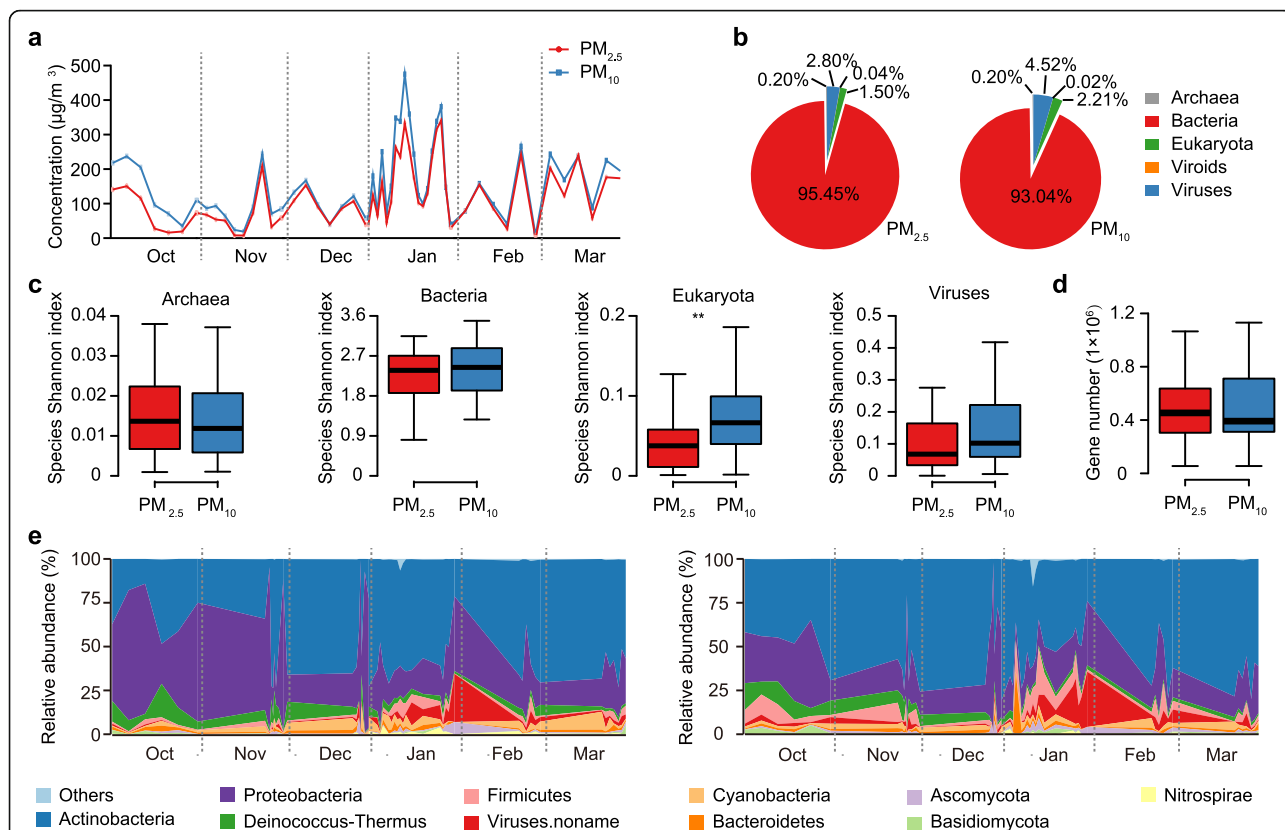 a
PM2.5
PM10
Concentration (µg/m 3)
500
400
300
200
100
0
Oct
Nov
Dec
Jan
Feb
Mar
b
0.20%
2.80%
0.04%
1.50%
95.45%
PM2.5
0.20%
4.52%
0.02%
2.21%
93.04%
PM10
Archaea
Bacteria
Eukaryota
Viroids
Viruses
c
Archaea
Species Shannon index
0.04
0.03
0.02
0.01
0
PM2.5
PM10
Bacteria
Species Shannon index
3.6
2.7
1.8
0.9
0
PM2.5
PM10
Eukaryota
**
Species Shannon index
0.2
0.1
0
PM2.5
PM10
Viruses
Species Shannon index
0.5
0.4
0.3
0.2
0.1
0
PM2.5
PM10
d
Gene number (1×10⁶)
1.2
0.8
0.4
0
PM2.5
PM10
e
Relative abundance (%)
100
75
50
25
0
Oct
Nov
Dec
Jan
Feb
Mar
Relative abundance (%)
100
75
50
25
0
Oct
Nov
Dec
Jan
Feb
Mar
Others
Proteobacteria
Firmicutes
Cyanobacteria
Ascomycota
Nitrospirae
Actinobacteria
Deinococcus-Thermus
Viruses.noname
Bacteroidetes
Basidiomycota